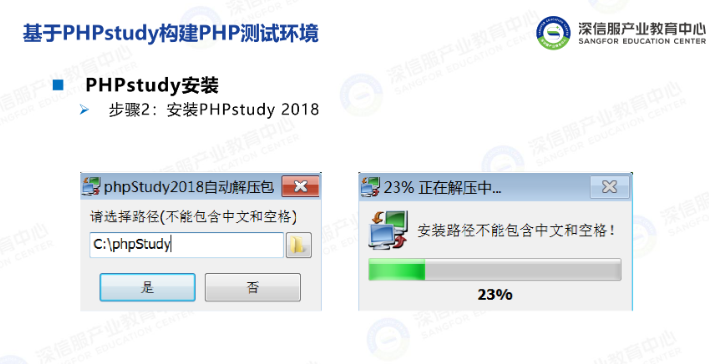 基于PHPstudy构建PHP测试环境
深信服产业教育中心
SANGFOR EDUCATION CENTER
PHPstudy安装
步骤2：安装PHPstudy 2018
phpStudy2018自动解压包
请选择路径(不能包含中文和空格)
C:\phpStudy
是
否
23% 正在解压中...
安装路径不能包含中文和空格！
23%